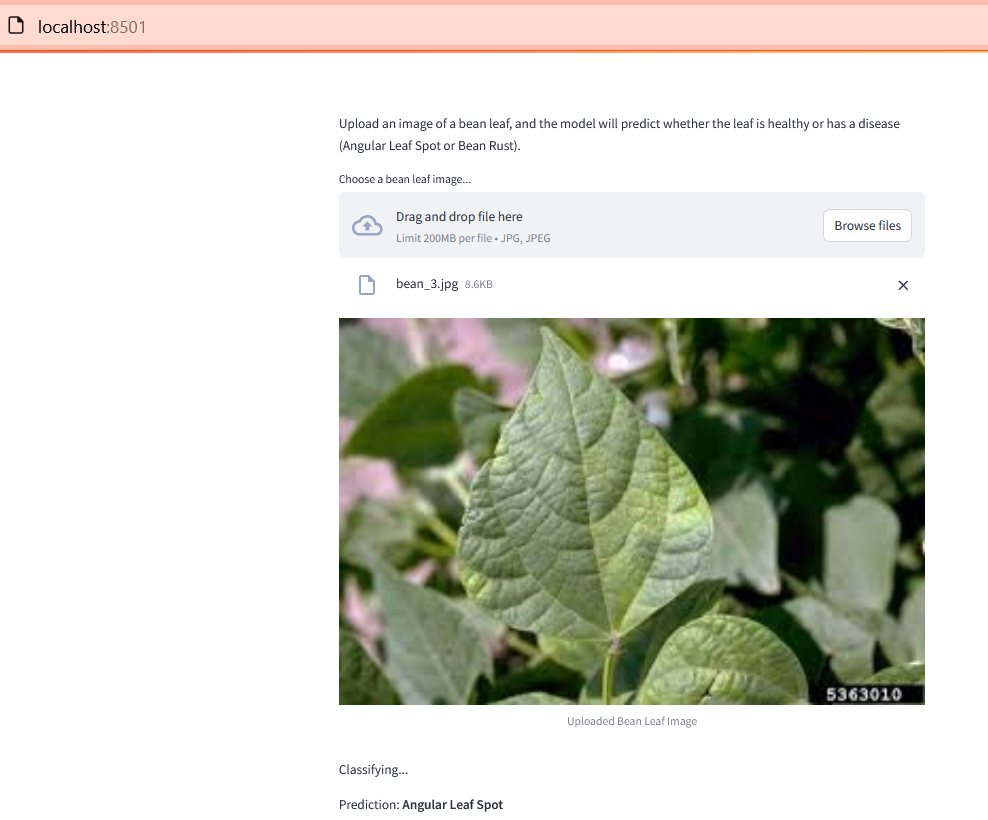 localhost:8501
Upload an image of a bean leaf, and the model will predict whether the leaf is healthy or has a disease
(Angular Leaf Spot or Bean Rust).
Choose a bean leaf image...
Drag and drop file here
Limit 200MB per file • JPG, JPEG
Browse files
bean_3.jpg 8.6KB
5363010
Uploaded Bean Leaf Image
Classifying...
Prediction: Angular Leaf Spot